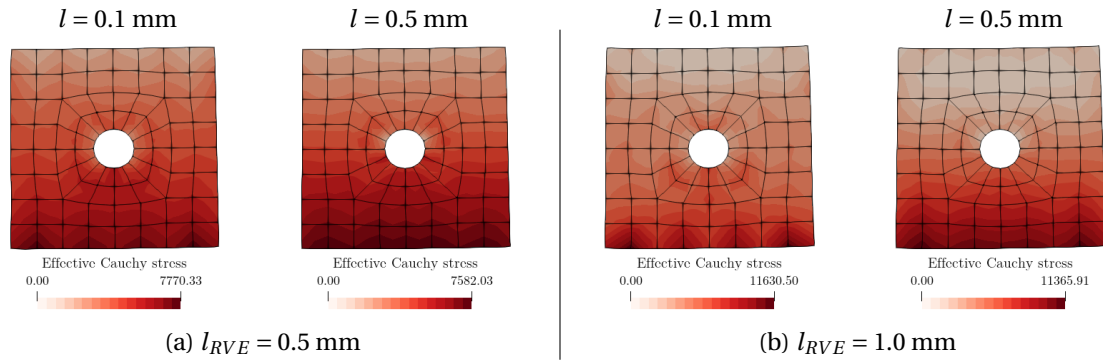 l = 0.1 mm
l = 0.5 mm
l = 0.1 mm
l = 0.5 mm
Effective Cauchy stress
0.00 7770.33
Effective Cauchy stress
0.00 7582.03
Effective Cauchy stress
0.00 11630.50
Effective Cauchy stress
0.00 11365.91
(a) l_RVE = 0.5 mm
(b) l_RVE = 1.0 mm